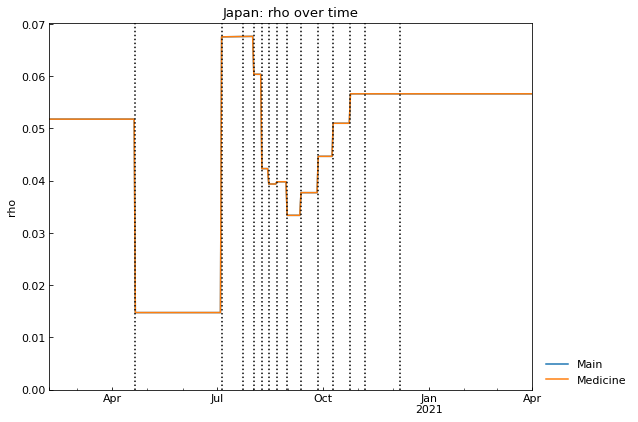 Japan: rho over time
0.07
0.06
0.05
0.04
0.03
0.02
0.01
0.00
rho
Apr
Jul
Oct
Jan
2021
Apr
Main
Medicine